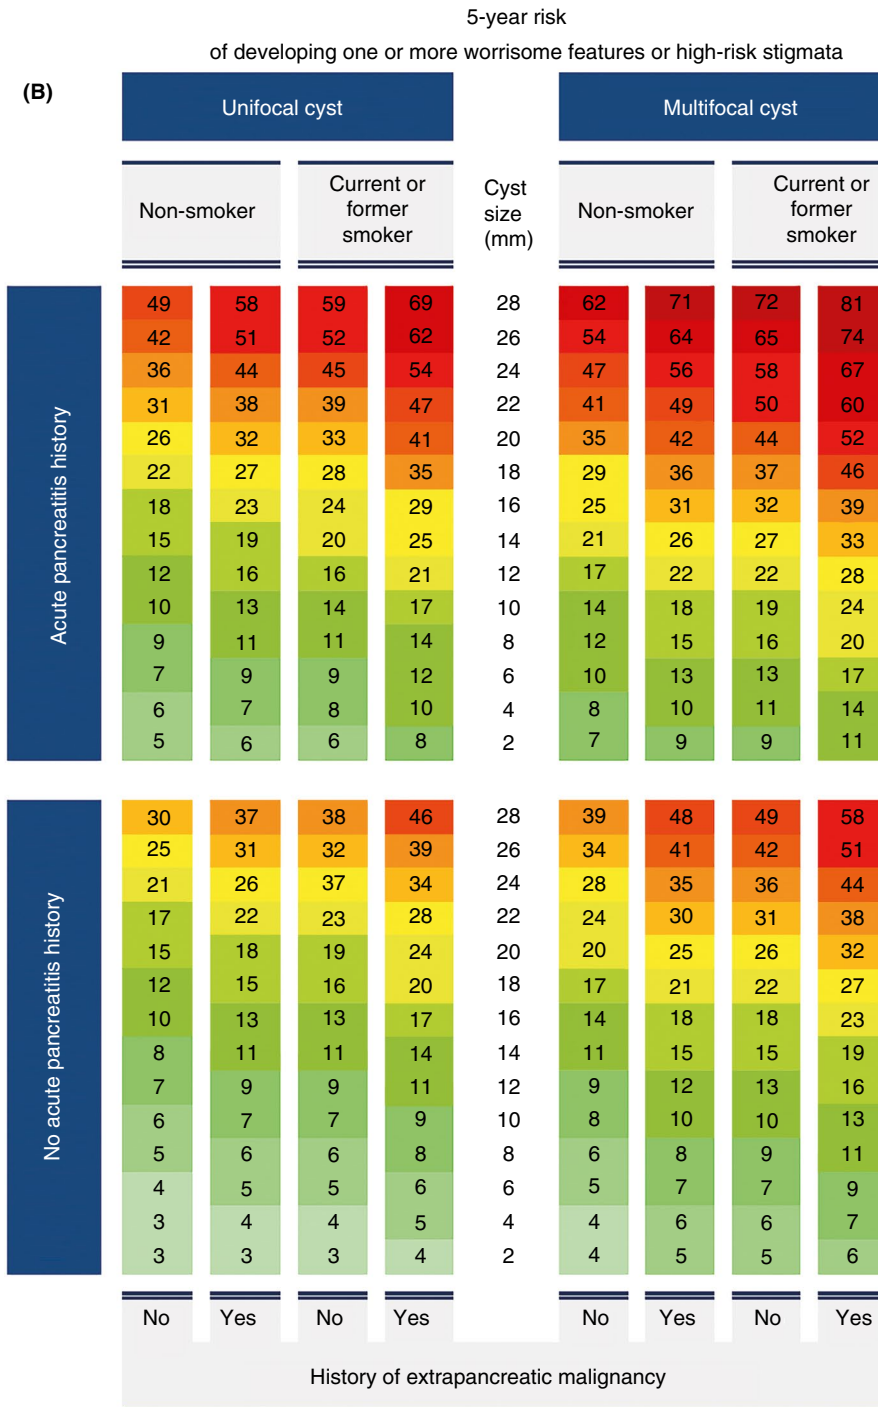 5-year risk
of developing one or more worrisome features or high-risk stigmata
(B)
Unifocal cyst Multifocal cyst
Non-smoker Current or former smoker Cyst size (mm) Non-smoker Current or former smoker
Acute pancreatitis history
49 58 59 69 28 62 71 72 81
42 51 52 62 26 54 64 65 74
36 44 45 54 24 47 56 58 67
31 38 39 47 22 41 49 50 60
26 32 33 41 20 35 42 44 52
22 27 28 35 18 29 36 37 46
18 23 24 29 16 25 31 32 39
15 19 20 25 14 21 26 27 33
12 16 16 21 12 17 22 22 28
10 13 14 17 10 14 18 19 24
9 11 11 14 8 12 15 16 20
7 9 9 12 6 10 13 13 17
6 7 8 10 4 8 10 11 14
5 6 6 8 2 7 9 9 11
No acute pancreatitis history
30 37 38 46 28 39 48 49 58
25 31 32 39 26 34 41 42 51
21 26 37 34 24 28 35 36 44
17 22 23 28 22 24 30 31 38
15 18 19 24 20 20 25 26 32
12 15 16 20 18 17 21 22 27
10 13 13 17 16 14 18 18 23
8 11 11 14 14 11 15 15 19
7 9 9 11 12 9 12 13 16
6 7 7 9 10 8 10 10 13
5 6 6 8 8 6 8 9 11
4 5 5 6 6 5 7 7 9
3 4 4 5 4 4 6 6 7
3 3 3 4 2 4 5 5 6
No Yes No Yes No Yes No Yes
History of extrapancreatic malignancy